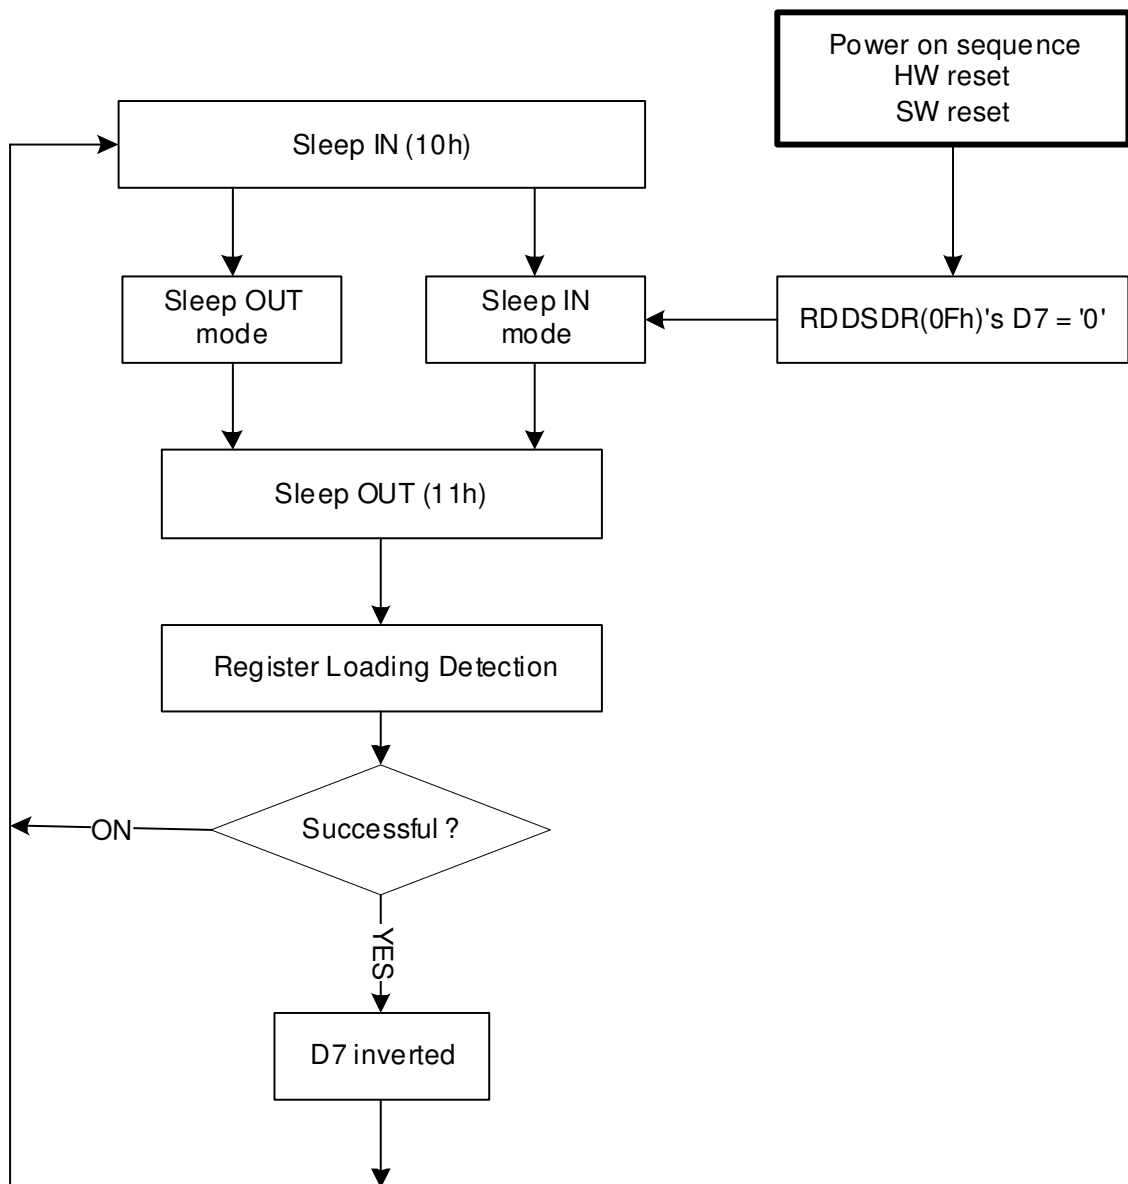 Power on sequence
HW reset
SW reset
Sleep IN (10h)
Sleep OUT
mode
Sleep IN
mode
RDDSDR(0Fh)'s D7 = '0'
Sleep OUT (11h)
Register Loading Detection
Successful ?
ON
YES
D7 inverted